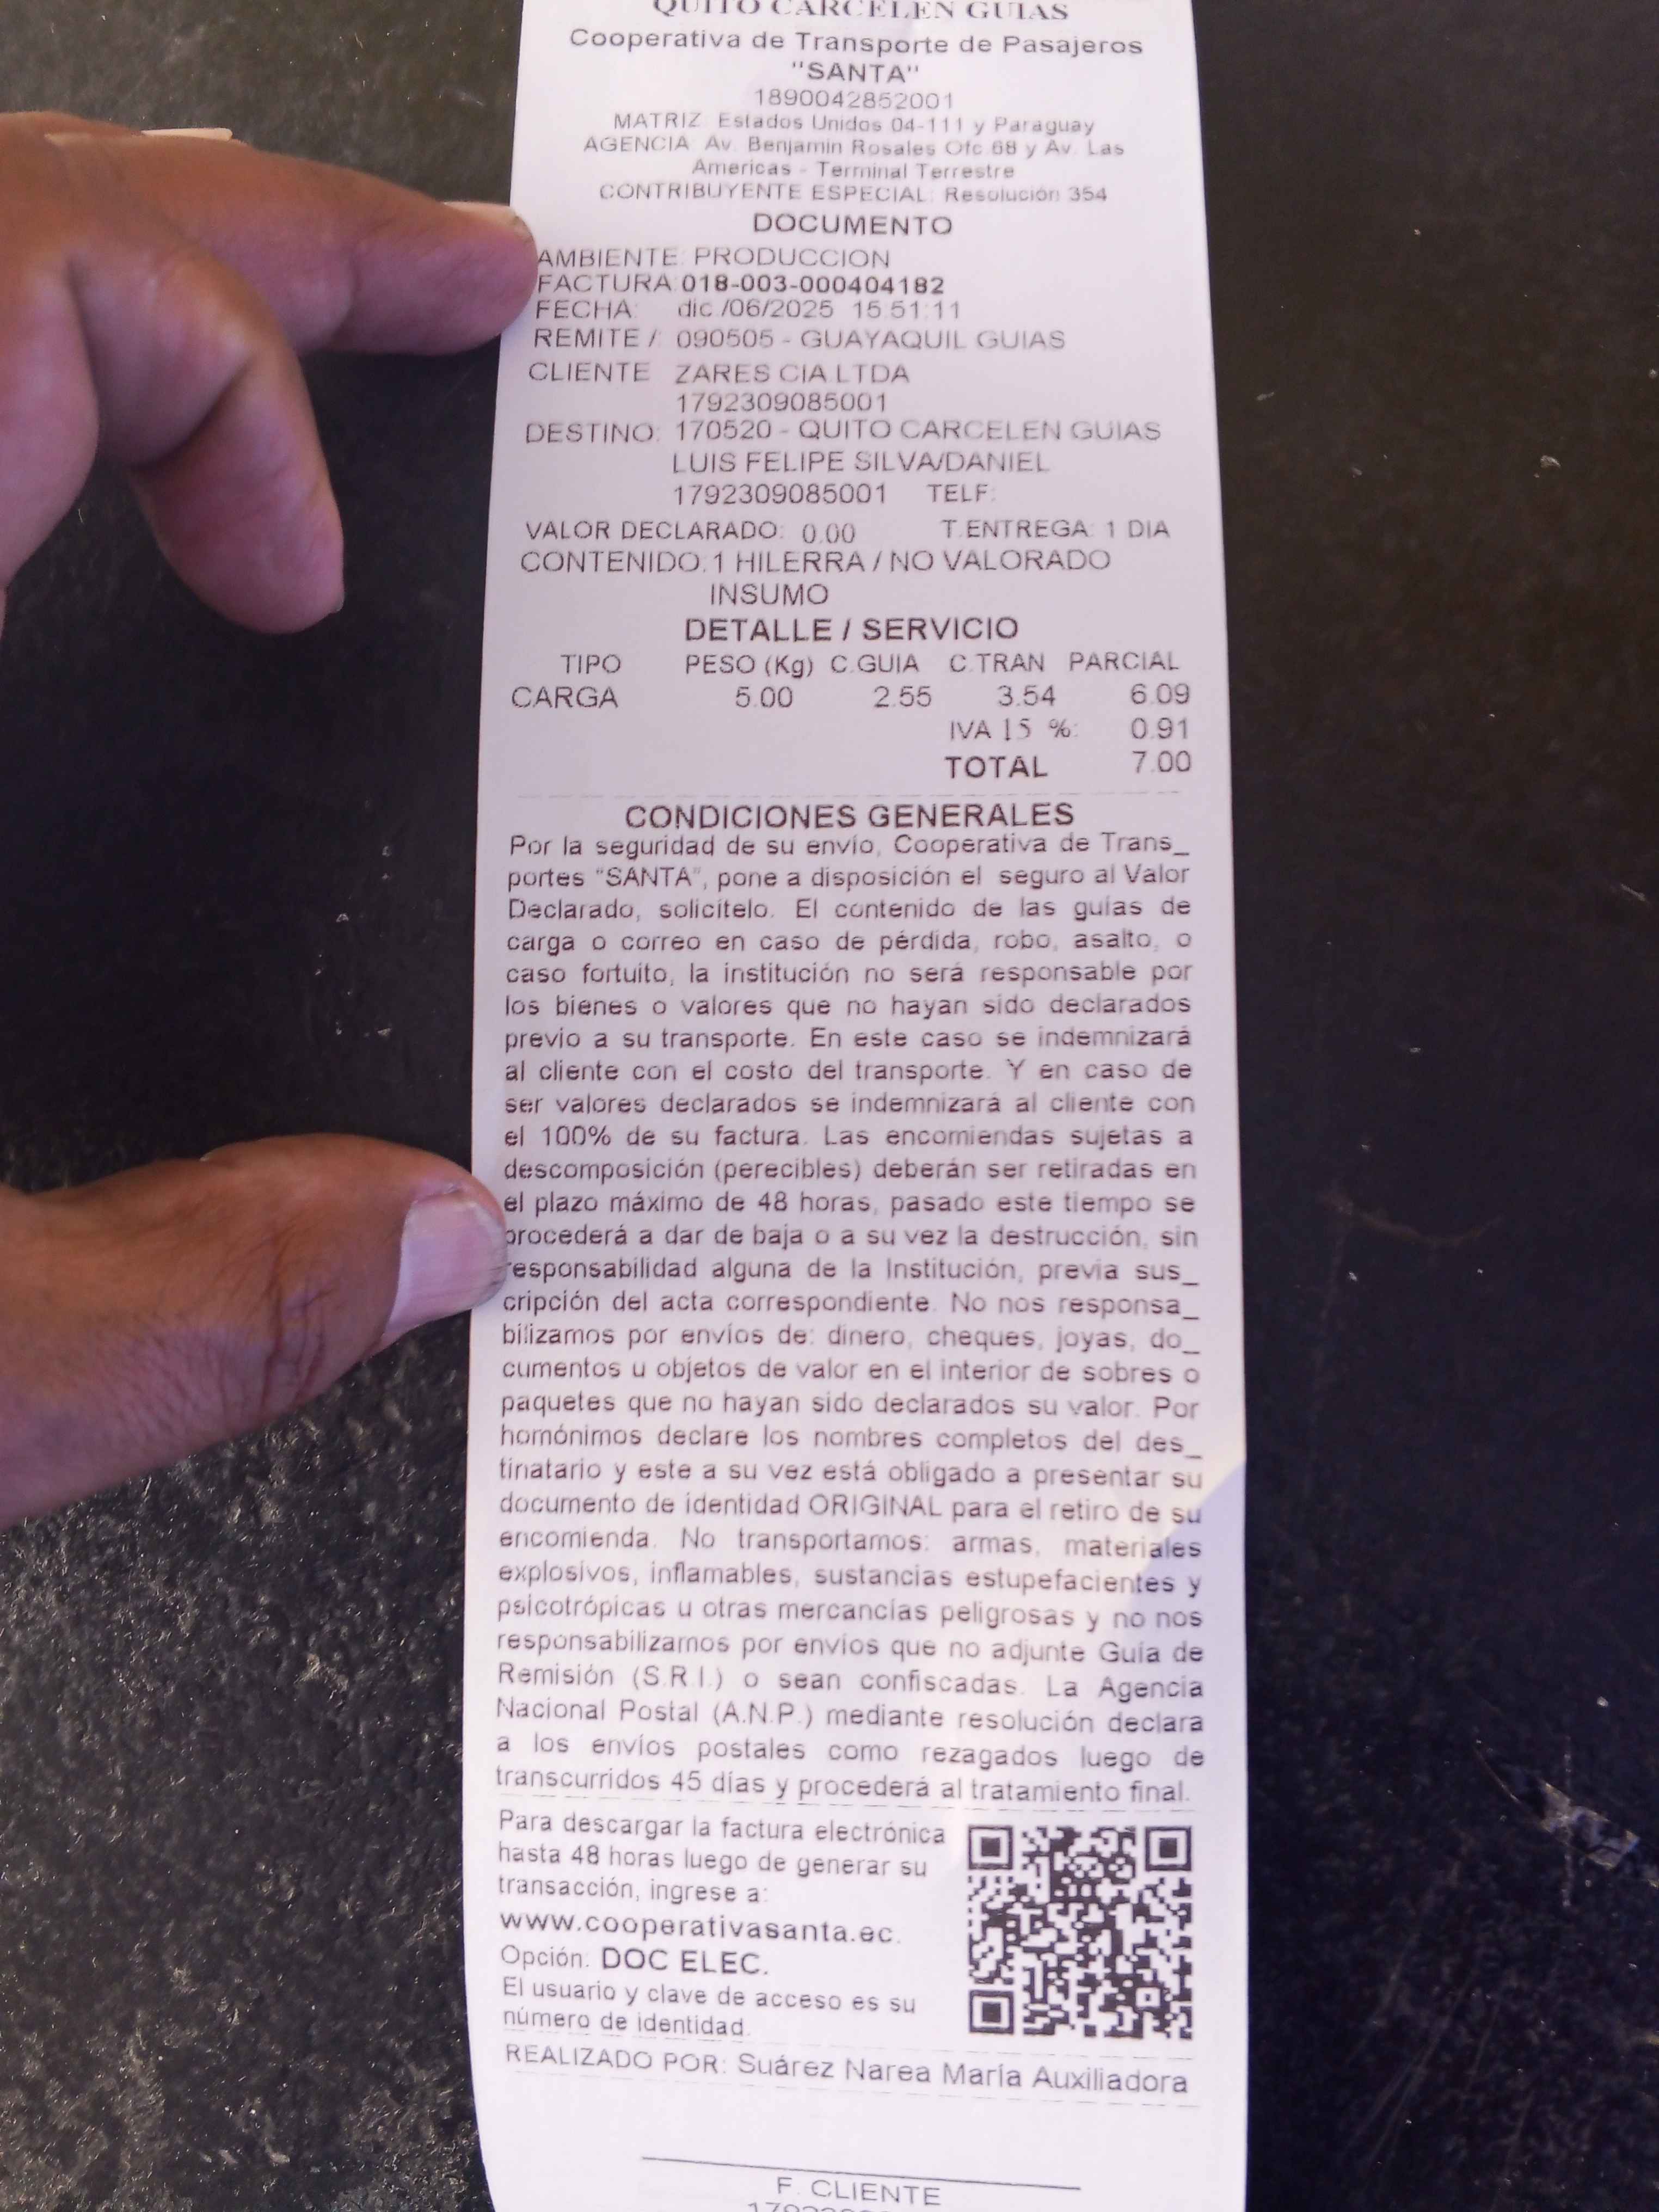 QUITO CARCELEN GUIAS
Cooperativa de Transporte de Pasajeros
"SANTA"
1890042852001
MATRIZ: Estados Unidos 04-111 y Paraguay
AGENCIA: Av. Benjamin Rosales Ofc.68 y Av. Las
Americas - Terminal Terrestre
CONTRIBUYENTE ESPECIAL: Resolución 354
DOCUMENTO
AMBIENTE: PRODUCCION
FACTURA:018-003-000404182
FECHA: dic./06/2025 15:51:11
REMITE /: 090505 - GUAYAQUIL GUIAS
CLIENTE ZARES CIA LTDA
1792309085001
DESTINO: 170520 - QUITO CARCELEN GUIAS
LUIS FELIPE SILVA/DANIEL
1792309085001 TELF:
VALOR DECLARADO: 0.00 T.ENTREGA: 1 DIA
CONTENIDO:1 HILERRA / NO VALORADO
INSUMO
DETALLE / SERVICIO
TIPO PESO (Kg) C.GUIA C.TRAN PARCIAL
CARGA 5.00 2.55 3.54 6.09
IVA 15 %: 0.91
TOTAL 7.00
CONDICIONES GENERALES
Por la seguridad de su envío, Cooperativa de Trans_
portes "SANTA", pone a disposición el seguro al Valor
Declarado, solicítelo. El contenido de las guías de
carga o correo en caso de pérdida, robo, asalto, o
caso fortuito, la institución no será responsable por
los bienes o valores que no hayan sido declarados
previo a su transporte. En este caso se indemnizará
al cliente con el costo del transporte. Y en caso de
ser valores declarados se indemnizará al cliente con
el 100% de su factura. Las encomiendas sujetas a
descomposición (perecibles) deberán ser retiradas en
el plazo máximo de 48 horas, pasado este tiempo se
procederá a dar de baja o a su vez la destrucción, sin
responsabilidad alguna de la Institución, previa sus_
cripción del acta correspondiente. No nos responsa_
bilizamos por envíos de: dinero, cheques, joyas, do_
cumentos u objetos de valor en el interior de sobres o
paquetes que no hayan sido declarados su valor. Por
homónimos declare los nombres completos del des_
tinatario y este a su vez está obligado a presentar su
documento de identidad ORIGINAL para el retiro de su
encomienda. No transportamos: armas, materiales
explosivos, inflamables, sustancias estupefacientes y
psicotrópicas u otras mercancías peligrosas y no nos
responsabilizamos por envíos que no adjunte Guía de
Remisión (S.R.I.) o sean confiscadas. La Agencia
Nacional Postal (A.N.P.) mediante resolución declara
a los envíos postales como rezagados luego de
transcurridos 45 días y procederá al tratamiento final.
Para descargar la factura electrónica
hasta 48 horas luego de generar su
transacción, ingrese a:
www.cooperativasanta.ec.
Opción: DOC ELEC.
El usuario y clave de acceso es su
número de identidad.
REALIZADO POR: Suárez Narea María Auxiliadora
F. CLIENTE